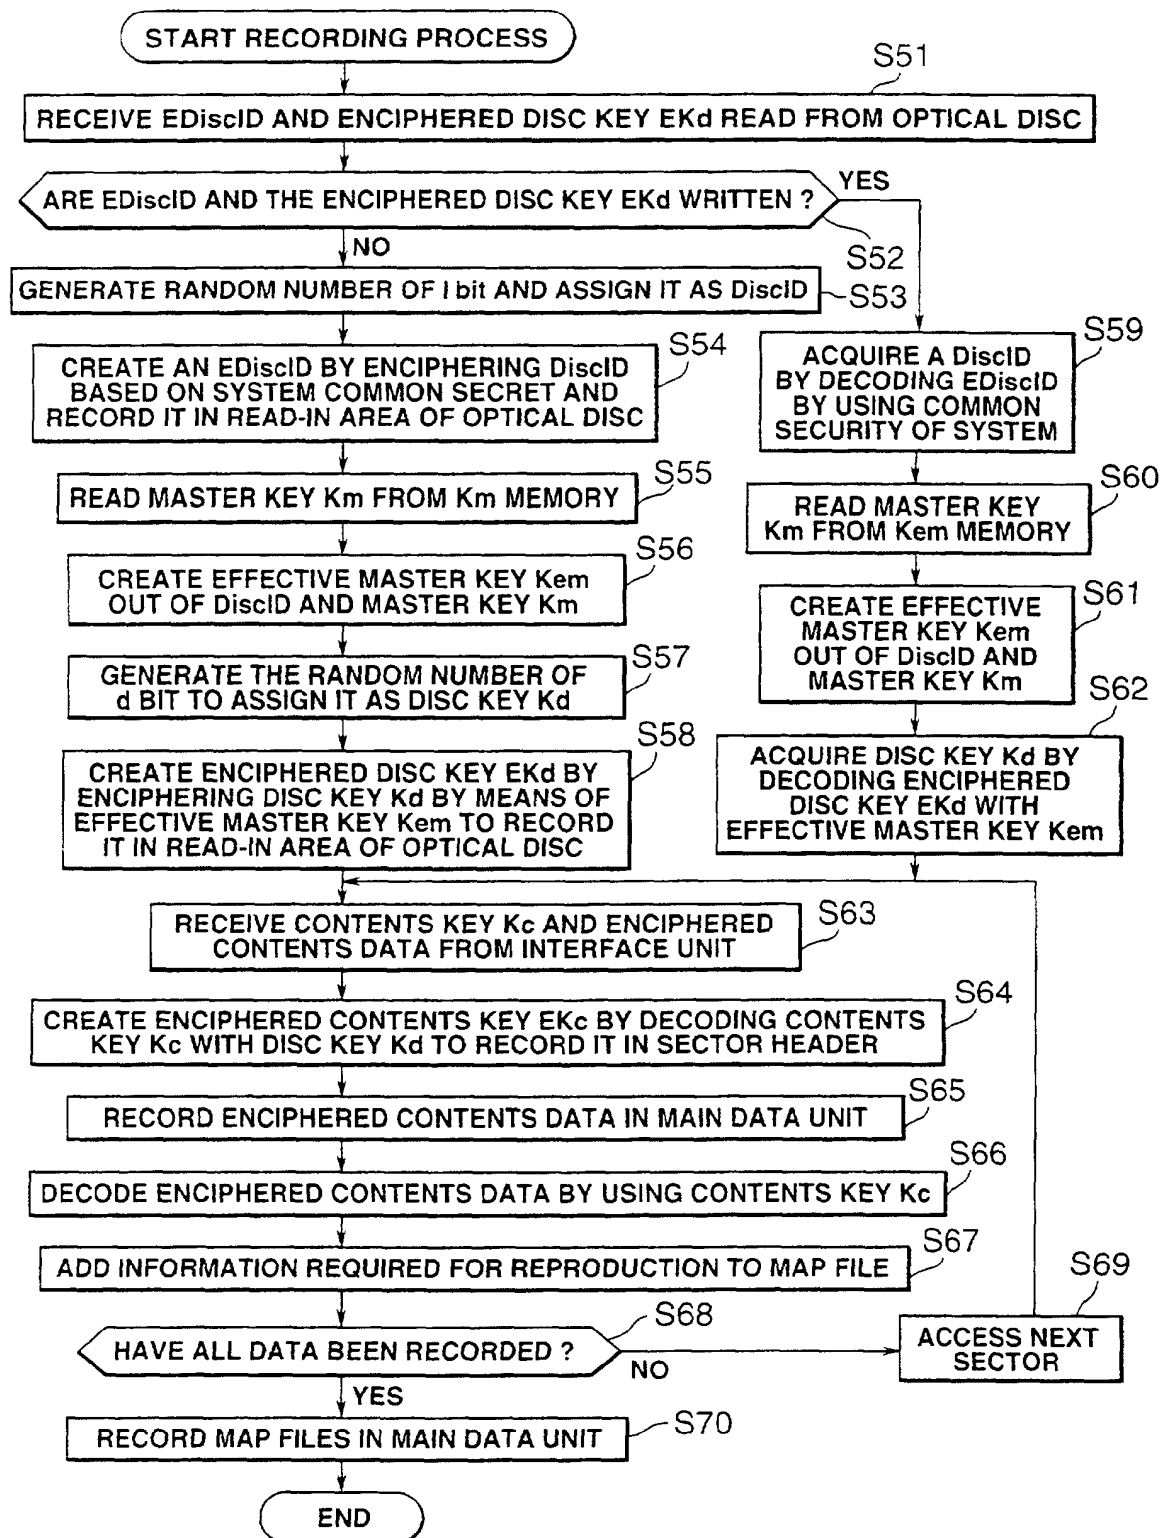 START RECORDING PROCESS
S51
RECEIVE EDiscID AND ENCIPHERED DISC KEY EKd READ FROM OPTICAL DISC
ARE EDiscID AND THE ENCIPHERED DISC KEY EKd WRITTEN ?
YES
S52
NO
GENERATE RANDOM NUMBER OF I bit AND ASSIGN IT AS DiscID
S53
S54
CREATE AN EDiscID BY ENCIPHERING DiscID
BASED ON SYSTEM COMMON SECRET AND
RECORD IT IN READ-IN AREA OF OPTICAL DISC
S55
READ MASTER KEY Km FROM Km MEMORY
S56
CREATE EFFECTIVE MASTER KEY Kem
OUT OF DiscID AND MASTER KEY Km
S57
GENERATE THE RANDOM NUMBER OF
d BIT TO ASSIGN IT AS DISC KEY Kd
S58
CREATE ENCIPHERED DISC KEY EKd BY
ENCIPHERING DISC KEY Kd BY MEANS OF
EFFECTIVE MASTER KEY Kem TO RECORD
IT IN READ-IN AREA OF OPTICAL DISC
S59
ACQUIRE A DiscID
BY DECODING EDiscID
BY USING COMMON
SECURITY OF SYSTEM
S60
READ MASTER KEY
Km FROM Kem MEMORY
S61
CREATE EFFECTIVE
MASTER KEY Kem
OUT OF DiscID AND
MASTER KEY Km
S62
ACQUIRE DISC KEY Kd BY
DECODING ENCIPHERED
DISC KEY EKd WITH
EFFECTIVE MASTER KEY Kem
S63
RECEIVE CONTENTS KEY Kc AND ENCIPHERED
CONTENTS DATA FROM INTERFACE UNIT
S64
CREATE ENCIPHERED CONTENTS KEY EKc BY DECODING CONTENTS
KEY Kc WITH DISC KEY Kd TO RECORD IT IN SECTOR HEADER
S65
RECORD ENCIPHERED CONTENTS DATA IN MAIN DATA UNIT
S66
DECODE ENCIPHERED CONTENTS DATA BY USING CONTENTS KEY Kc
S67
ADD INFORMATION REQUIRED FOR REPRODUCTION TO MAP FILE
S68
HAVE ALL DATA BEEN RECORDED ?
NO
S69
ACCESS NEXT
SECTOR
YES
S70
RECORD MAP FILES IN MAIN DATA UNIT
END